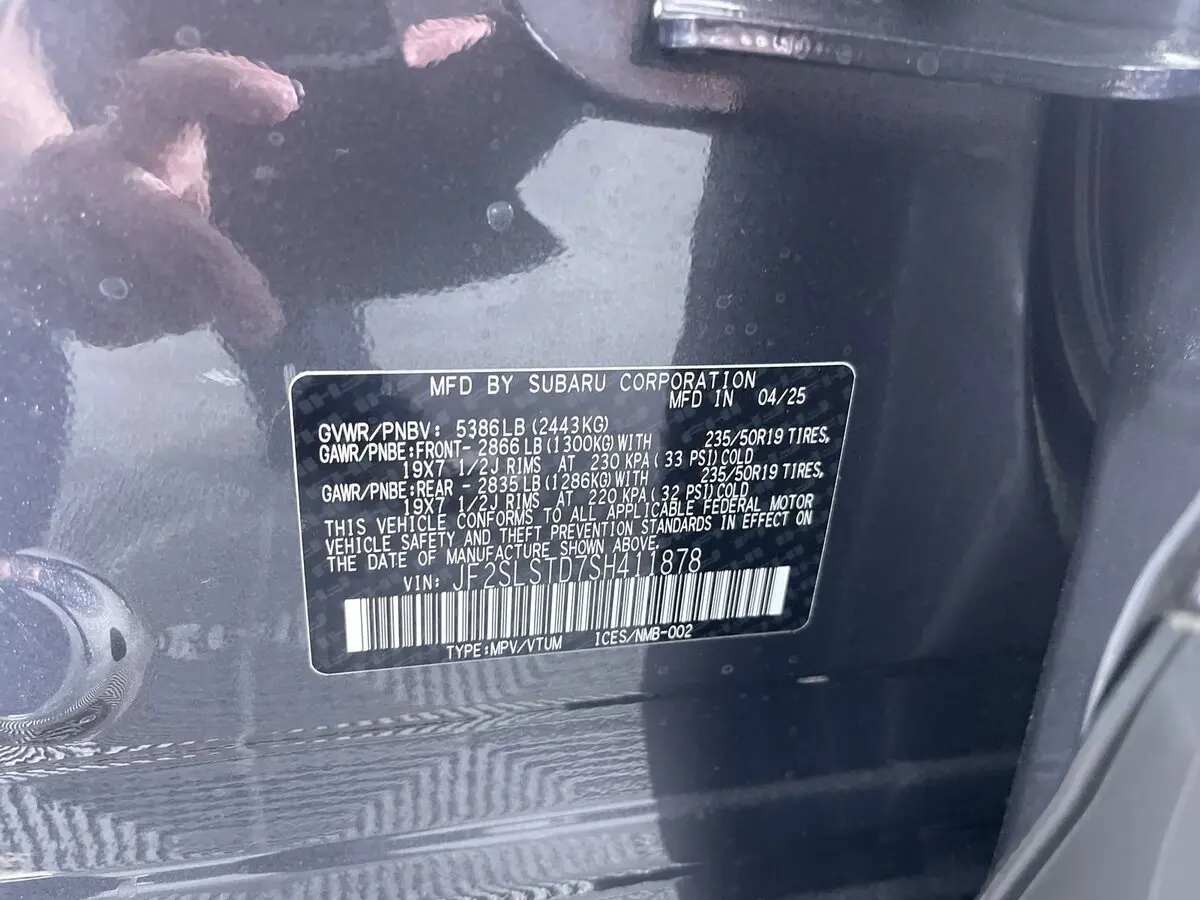 MFD BY SUBARU CORPORATION
MFD IN 04/25
GVWR/PNBV: 5386LB (2443KG)
GAWR/PNBE:FRONT- 2866 LB (1300KG) WITH 235/50R19 TIRES,
19X7 1/2J RIMS AT 230 KPA ( 33 PSI) COLD
GAWR/PNBE:REAR - 2835 LB (1286KG) WITH 235/50R19 TIRES,
19X7 1/2J RIMS AT 220 KPA ( 32 PSI) COLD
THIS VEHICLE CONFORMS TO ALL APPLICABLE FEDERAL MOTOR
VEHICLE SAFETY AND THEFT PREVENTION STANDARDS IN EFFECT ON
THE DATE OF MANUFACTURE SHOWN ABOVE.
VIN: JF2SLSTD7SH411878
TYPE:MPV/VTUM ICES/NMB-002